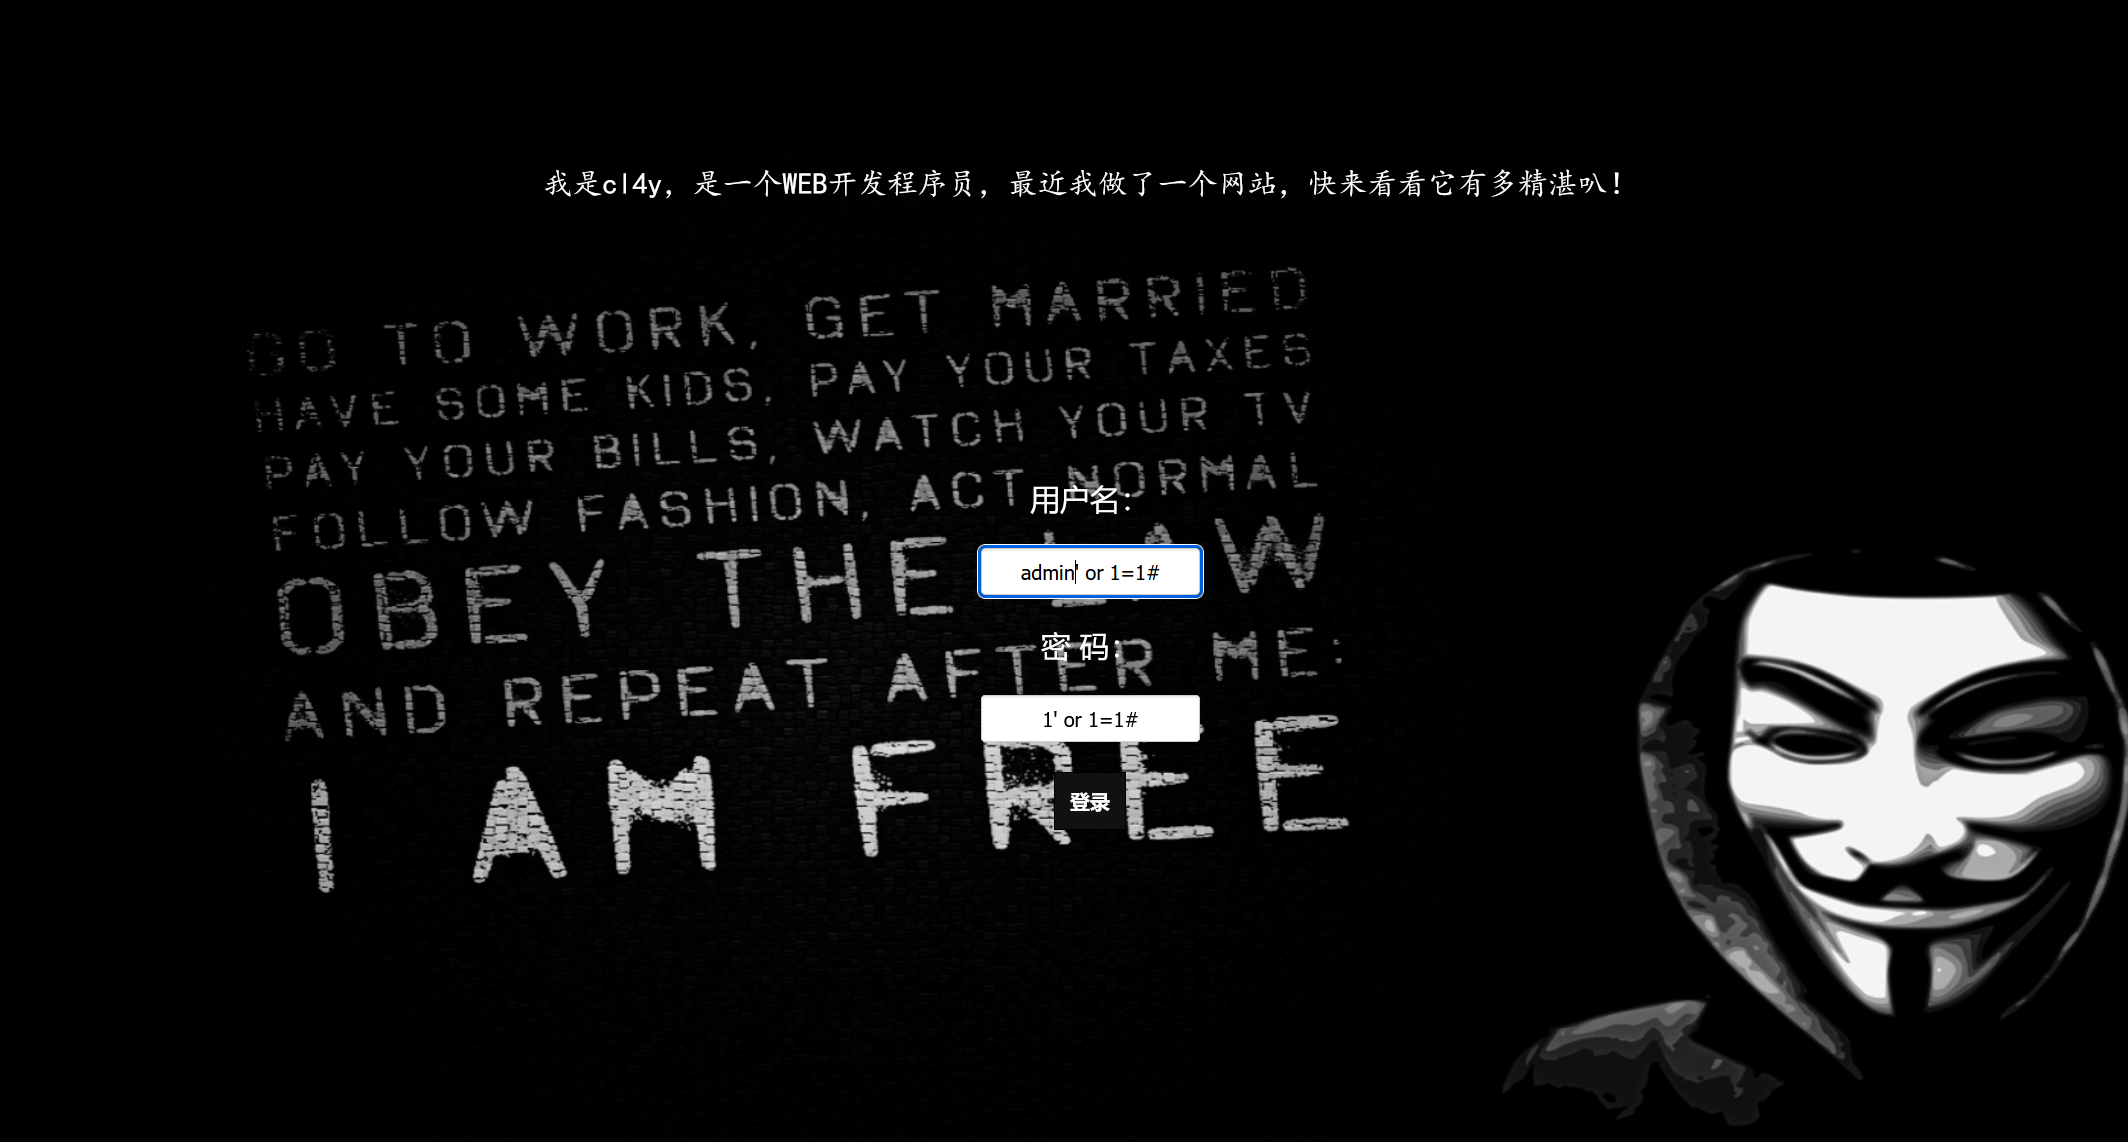 我是cl4y，是一个WEB开发程序员，最近我做了一个网站，快来看看它有多精湛叭！
GO TO WORK, GET MARRIED
HAVE SOME KIDS, PAY YOUR TAXES
PAY YOUR BILLS, WATCH YOUR TV
FOLLOW FASHION, ACT NORMAL
OBEY THE LAW
AND REPEAT AFTER ME:
I AM FREE
用户名：
admin' or 1=1#
密 码：
1' or 1=1#
登录